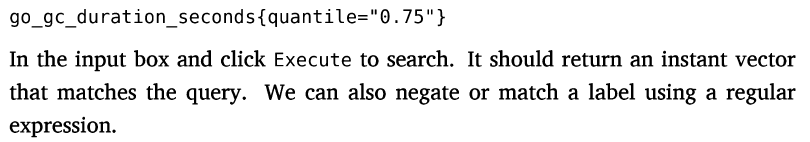 go_gc_duration_seconds{quantile="0.75"}
In the input box and click Execute to search. It should return an instant vector
that matches the query. We can also negate or match a label using a regular
expression.